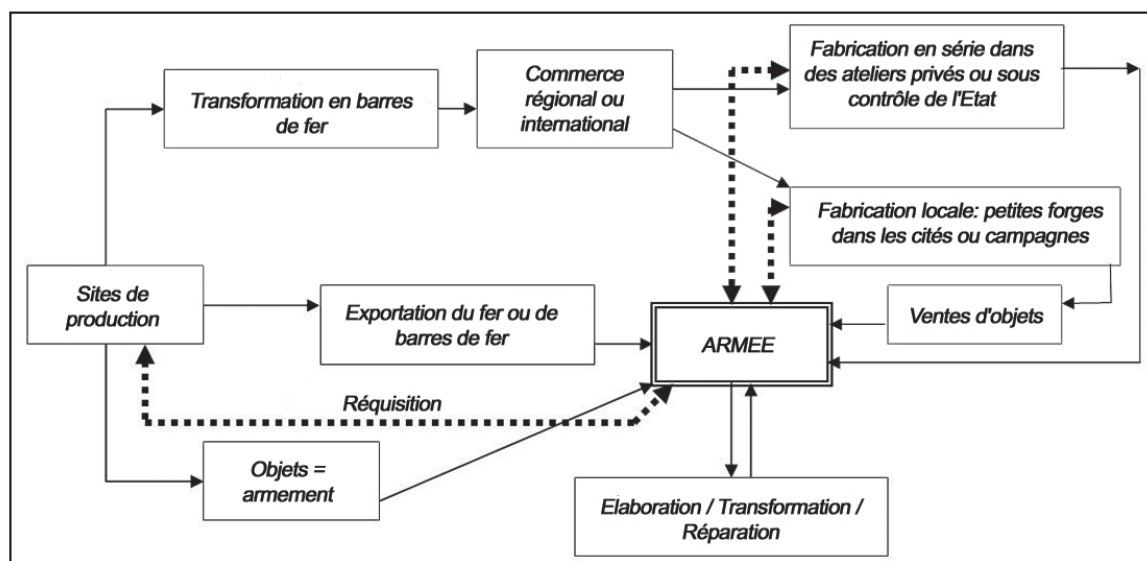 Fabrication en série dans
des ateliers privés ou sous
contrôle de l'Etat
Commerce
régional ou
international
Transformation en barres
de fer
Fabrication locale: petites forges
dans les cités ou campagnes
Sites de
production
Exportation du fer ou de
barres de fer
ARMEE
Ventes d'objets
Réquisition
Objets =
armement
Elaboration / Transformation /
Réparation